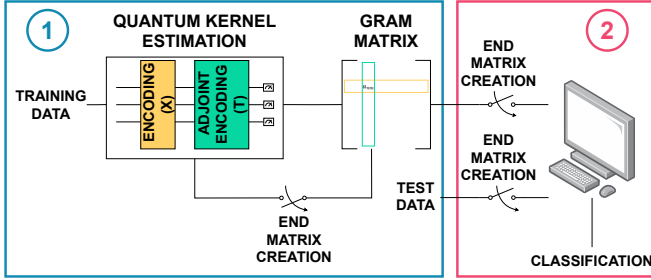 1
QUANTUM KERNEL
ESTIMATION
GRAM
MATRIX
2
TRAINING
DATA
ENCODING
(X)
ADJOINT
ENCODING
(T)
END
MATRIX
CREATION
END
MATRIX
CREATION
TEST
DATA
END
MATRIX
CREATION
CLASSIFICATION